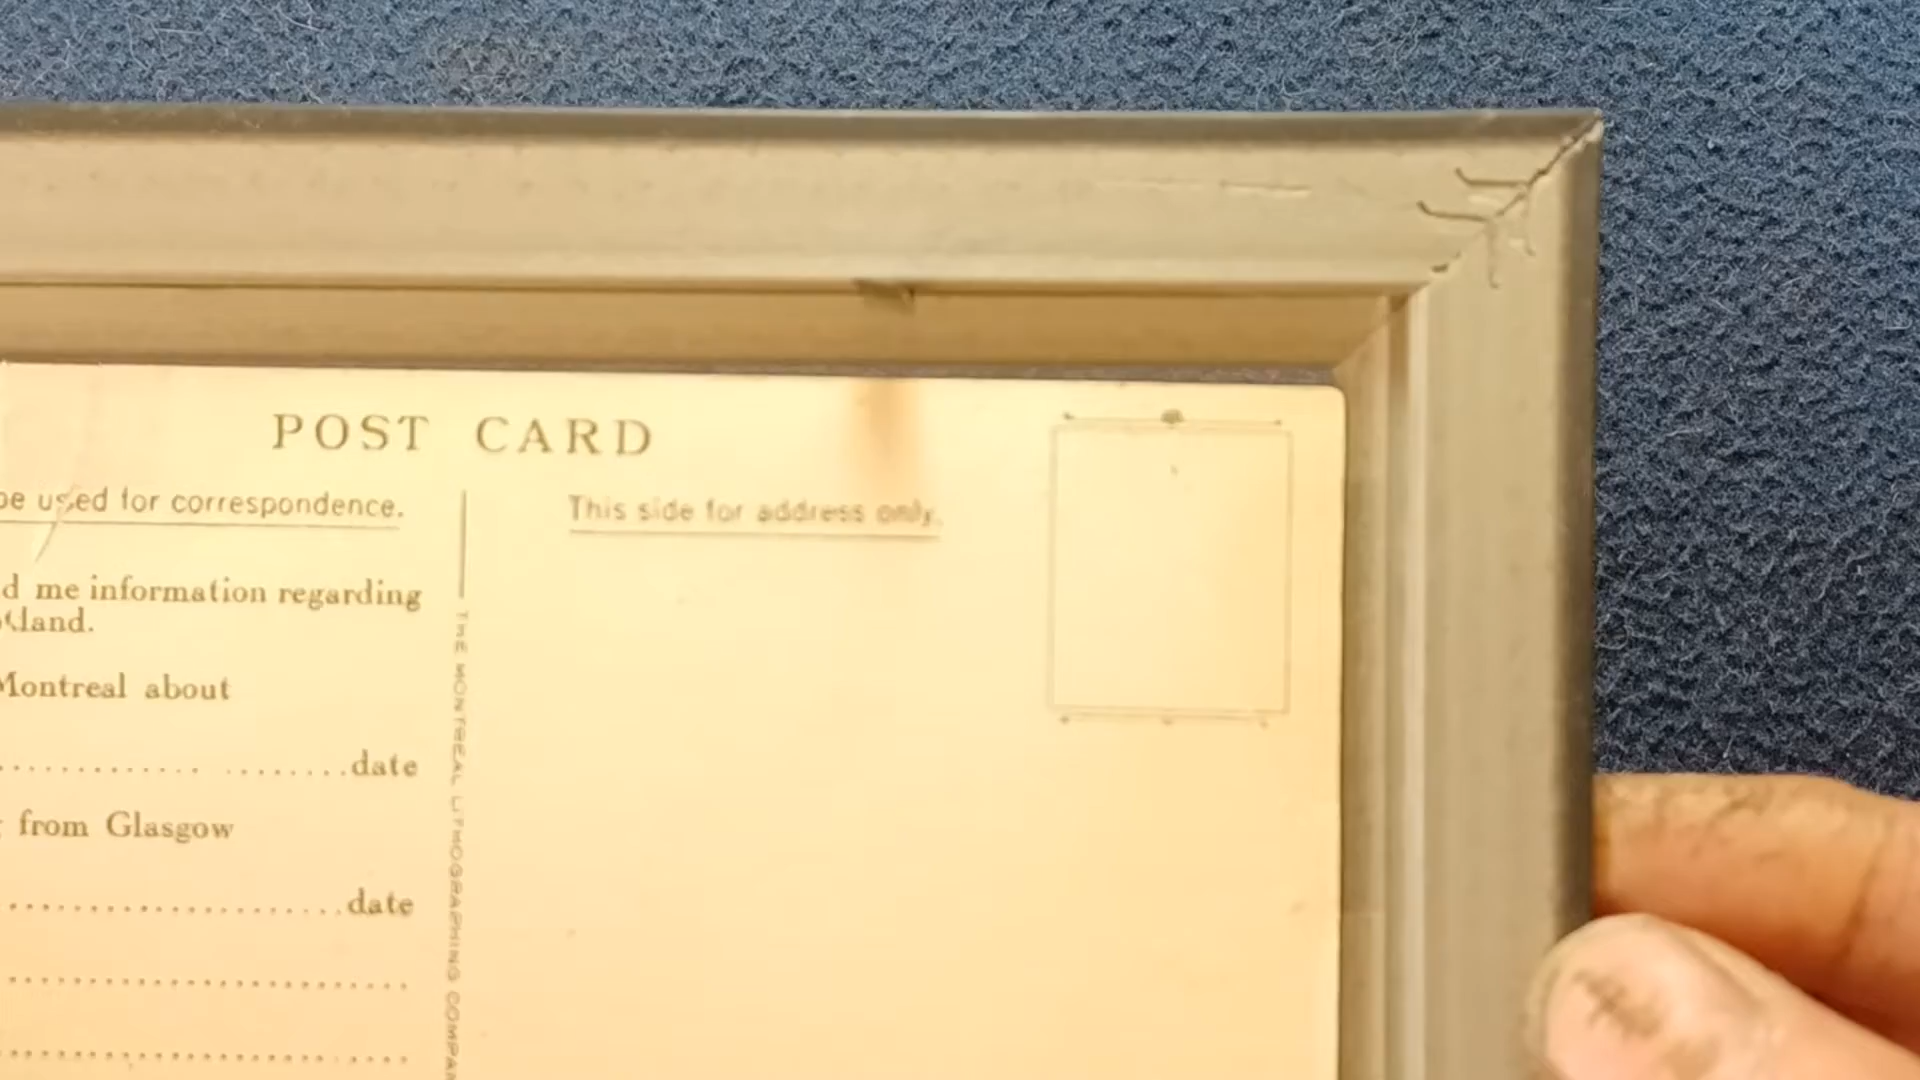 POST CARD
be used for correspondence.
This side for address only.
d me information regarding
land.
Montreal about
date
from Glasgow
date
THE MONTREAL LITHOGRAPHING COMPAN